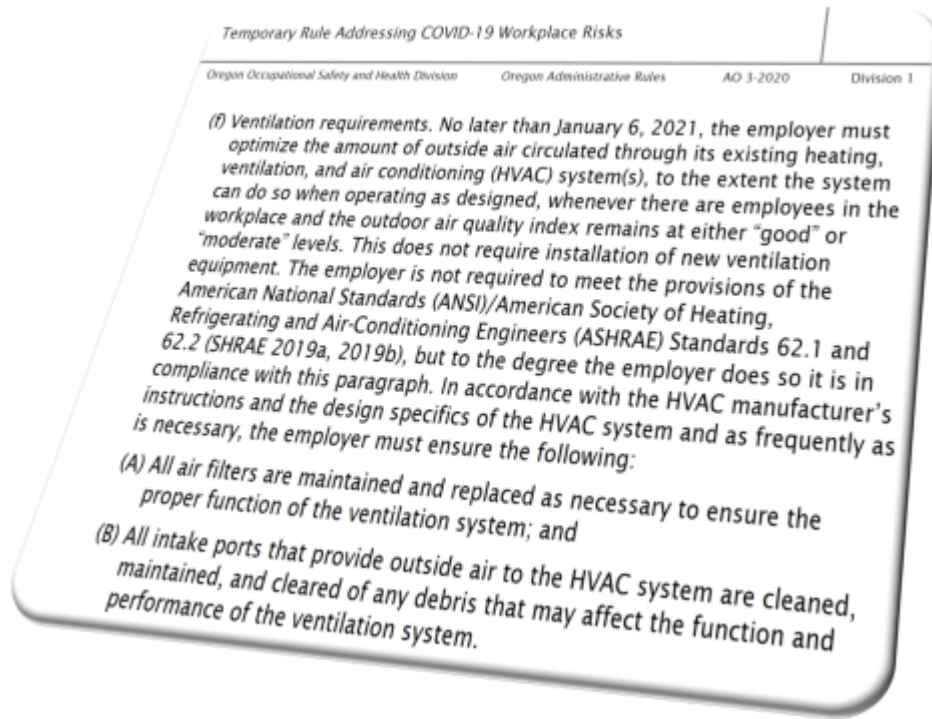 Temporary Rule Addressing COVID-19 Workplace Risks
Oregon Occupational Safety and Health Division Oregon Administrative Rules AO 3-2020 Division 1
(f) Ventilation requirements. No later than January 6, 2021, the employer must
optimize the amount of outside air circulated through its existing heating,
ventilation, and air conditioning (HVAC) system(s), to the extent the system
can do so when operating as designed, whenever there are employees in the
workplace and the outdoor air quality index remains at either “good” or
“moderate” levels. This does not require installation of new ventilation
equipment. The employer is not required to meet the provisions of the
American National Standards (ANSI)/American Society of Heating,
Refrigerating and Air-Conditioning Engineers (ASHRAE) Standards 62.1 and
62.2 (SHRAE 2019a, 2019b), but to the degree the employer does so it is in
compliance with this paragraph. In accordance with the HVAC manufacturer’s
instructions and the design specifics of the HVAC system and as frequently as
is necessary, the employer must ensure the following:
(A) All air filters are maintained and replaced as necessary to ensure the
proper function of the ventilation system; and
(B) All intake ports that provide outside air to the HVAC system are cleaned,
maintained, and cleared of any debris that may affect the function and
performance of the ventilation system.